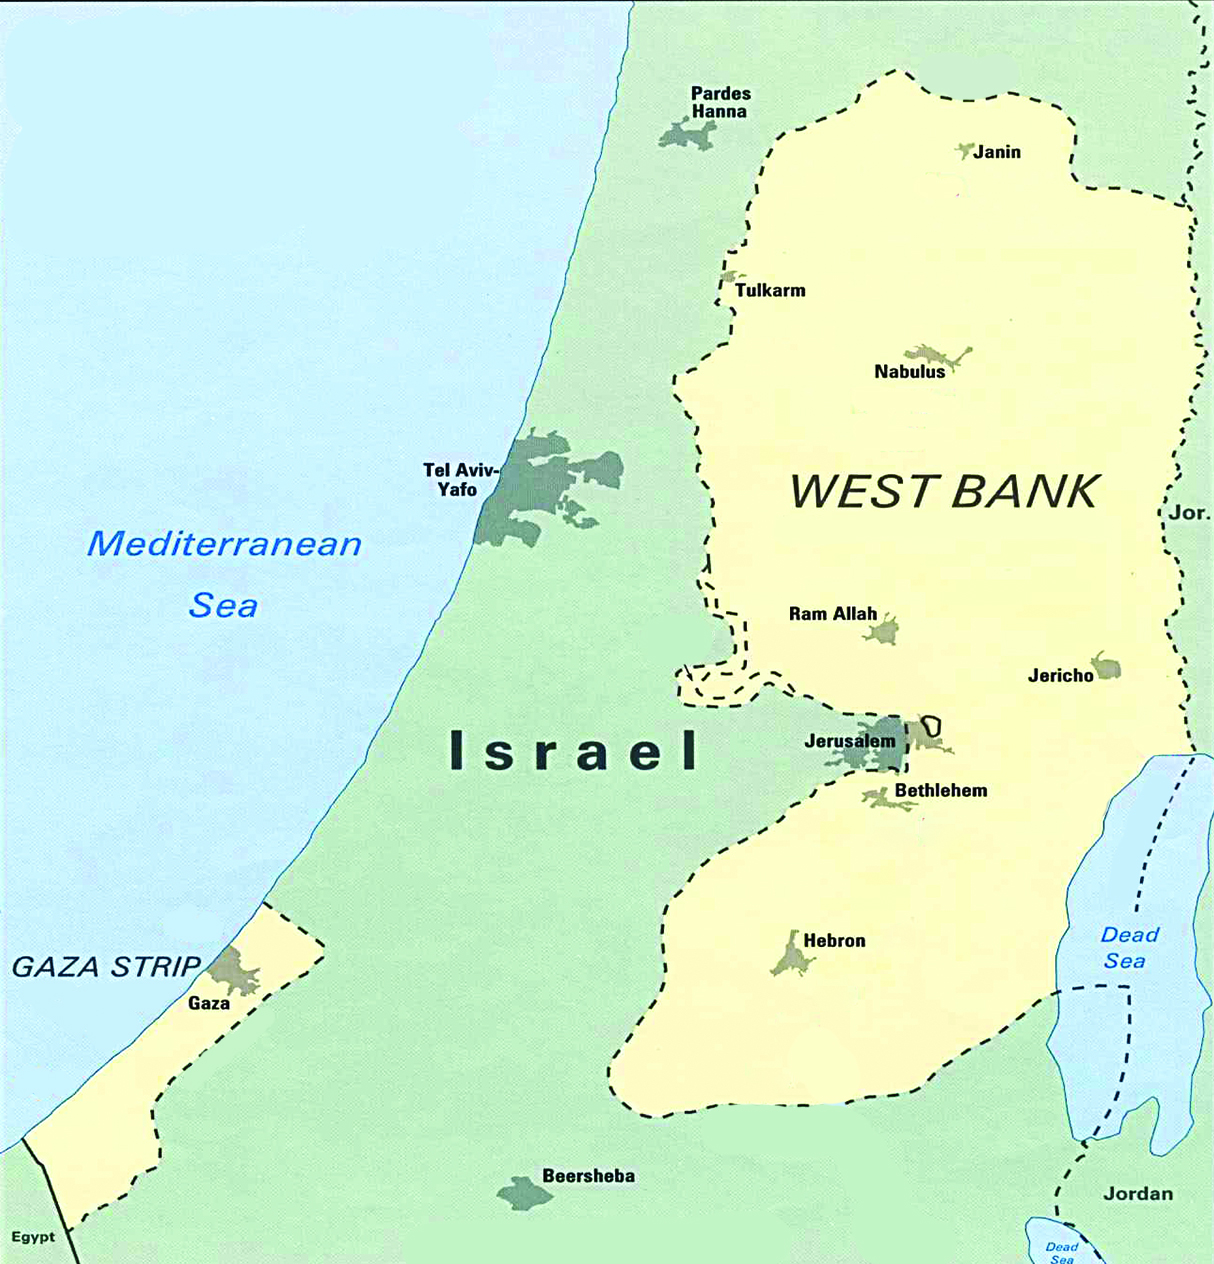 Pardes
Hanna
Janin
Tulkarm
Nabulus
Tel Aviv-
Yafo
WEST BANK
Jor.
Mediterranean
Sea
Ram Allah
Jericho
Israel
Jerusalem
Bethlehem
Dead
Sea
Hebron
GAZA STRIP
Gaza
Beersheba
Jordan
Egypt
Dead
Sea